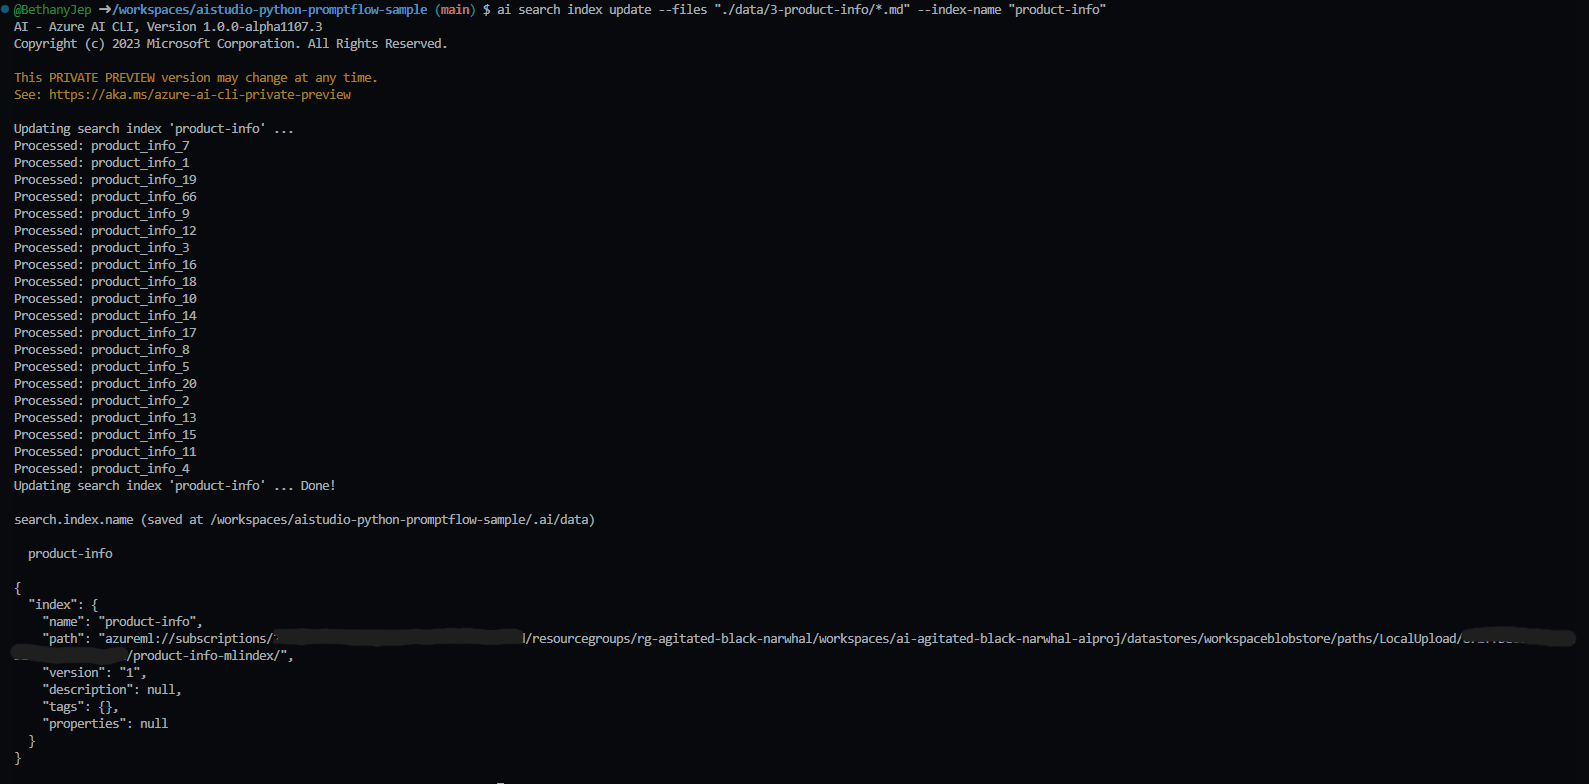 @BethanyJep ➜/workspaces/aistudio-python-promptflow-sample (main) $ ai search index update --files "./data/3-product-info/*.md" --index-name "product-info"
AI - Azure AI CLI, Version 1.0.0-alpha1107.3
Copyright (c) 2023 Microsoft Corporation. All Rights Reserved.
This PRIVATE PREVIEW version may change at any time.
See: https://aka.ms/azure-ai-cli-private-preview
Updating search index 'product-info' ...
Processed: product_info_7
Processed: product_info_1
Processed: product_info_19
Processed: product_info_66
Processed: product_info_9
Processed: product_info_12
Processed: product_info_3
Processed: product_info_16
Processed: product_info_18
Processed: product_info_10
Processed: product_info_14
Processed: product_info_17
Processed: product_info_8
Processed: product_info_5
Processed: product_info_20
Processed: product_info_2
Processed: product_info_13
Processed: product_info_15
Processed: product_info_11
Processed: product_info_4
Updating search index 'product-info' ... Done!
search.index.name (saved at /workspaces/aistudio-python-promptflow-sample/.ai/data)
product-info
{
"index": {
"name": "product-info",
"path": "azureml://subscriptions/ /resourcegroups/rg-agitated-black-narwhal/workspaces/ai-agitated-black-narwhal-aiproj/datastores/workspaceblobstore/paths/LocalUpload/
/product-info-mlindex/",
"version": "1",
"description": null,
"tags": {},
"properties": null
}
}